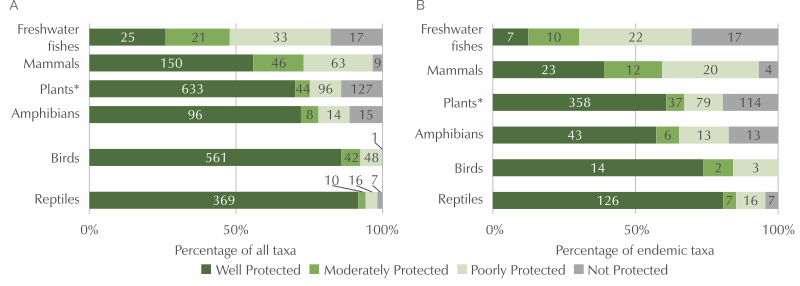 A
Freshwater
fishes
25 21 33 17
Mammals
150 46 63 9
Plants*
633 44 96 127
Amphibians
96 8 14 15
1
Birds
561 42 48
10 16 7
Reptiles
369
0% 50% 100%
Percentage of all taxa
B
Freshwater
fishes
7 10 22 17
Mammals
23 12 20 4
Plants*
358 37 79 114
Amphibians
43 6 13 13
Birds
14 2 3
Reptiles
126 7 16 7
0% 50% 100%
Percentage of endemic taxa
Well Protected Moderately Protected Poorly Protected Not Protected